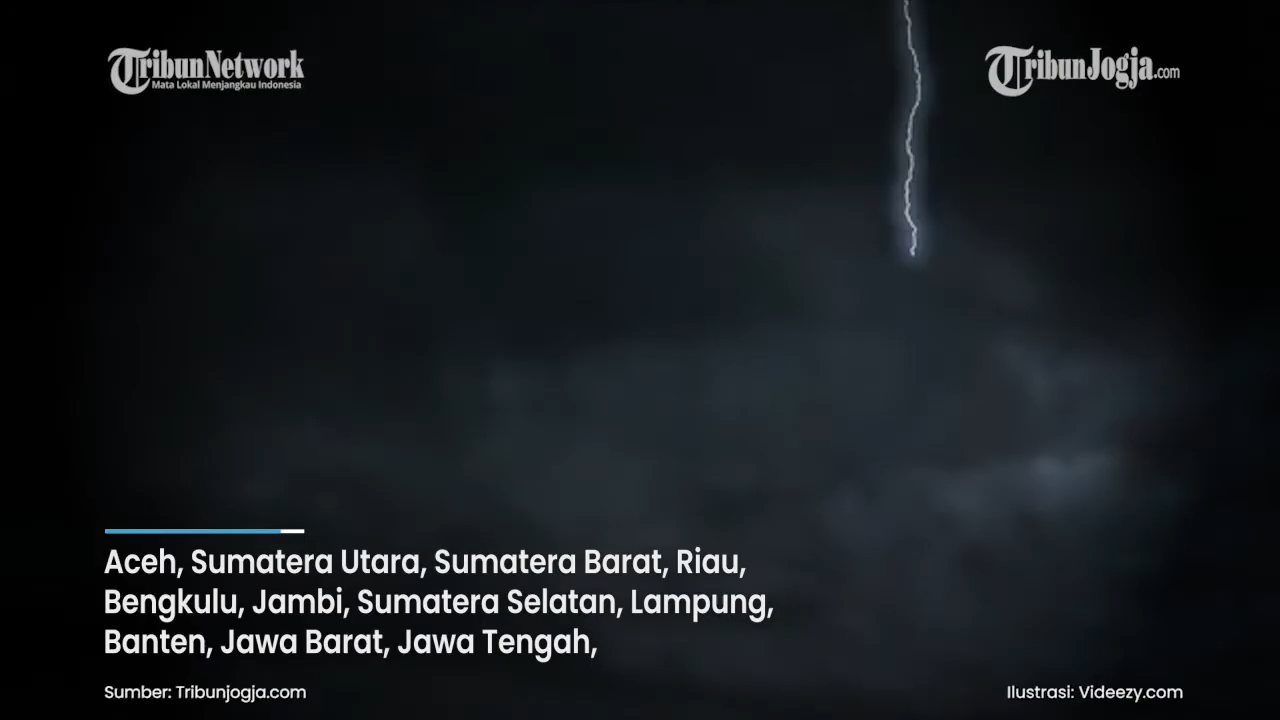 TribunNetwork
Mata Lokal Menjangkau Indonesia
TribunJogja.com
Aceh, Sumatera Utara, Sumatera Barat, Riau,
Bengkulu, Jambi, Sumatera Selatan, Lampung,
Banten, Jawa Barat, Jawa Tengah,
Sumber: Tribunjogja.com
Ilustrasi: Videezy.com